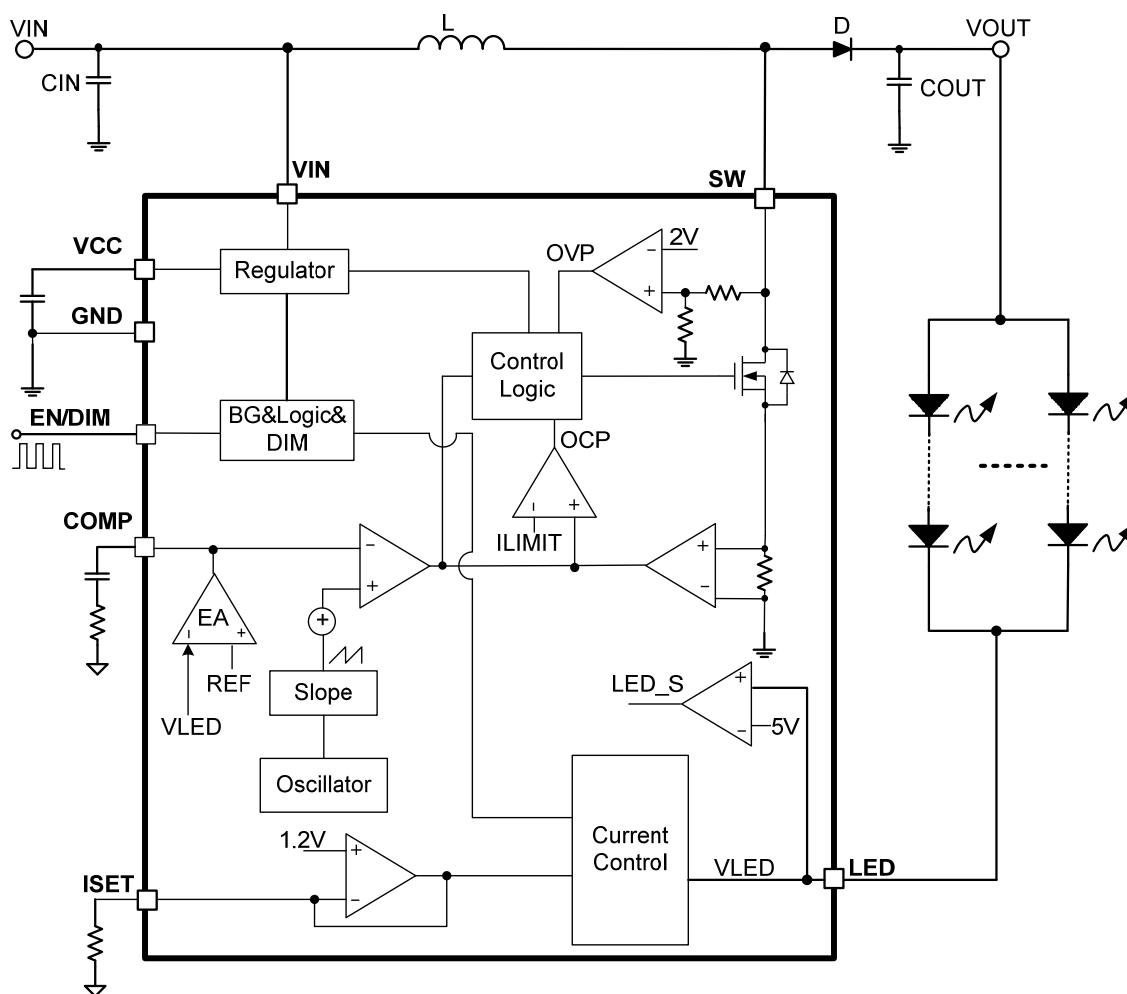 VIN
L
D
VOUT
CIN
COUT
VIN
SW
VCC
Regulator
OVP
2V
GND
Control
Logic
EN/DIM
BG&Logic&
DIM
OCP
COMP
ILIMIT
EA
REF
VLED
Slope
LED_S
5V
Oscillator
1.2V
Current
Control
VLED
LED
ISET